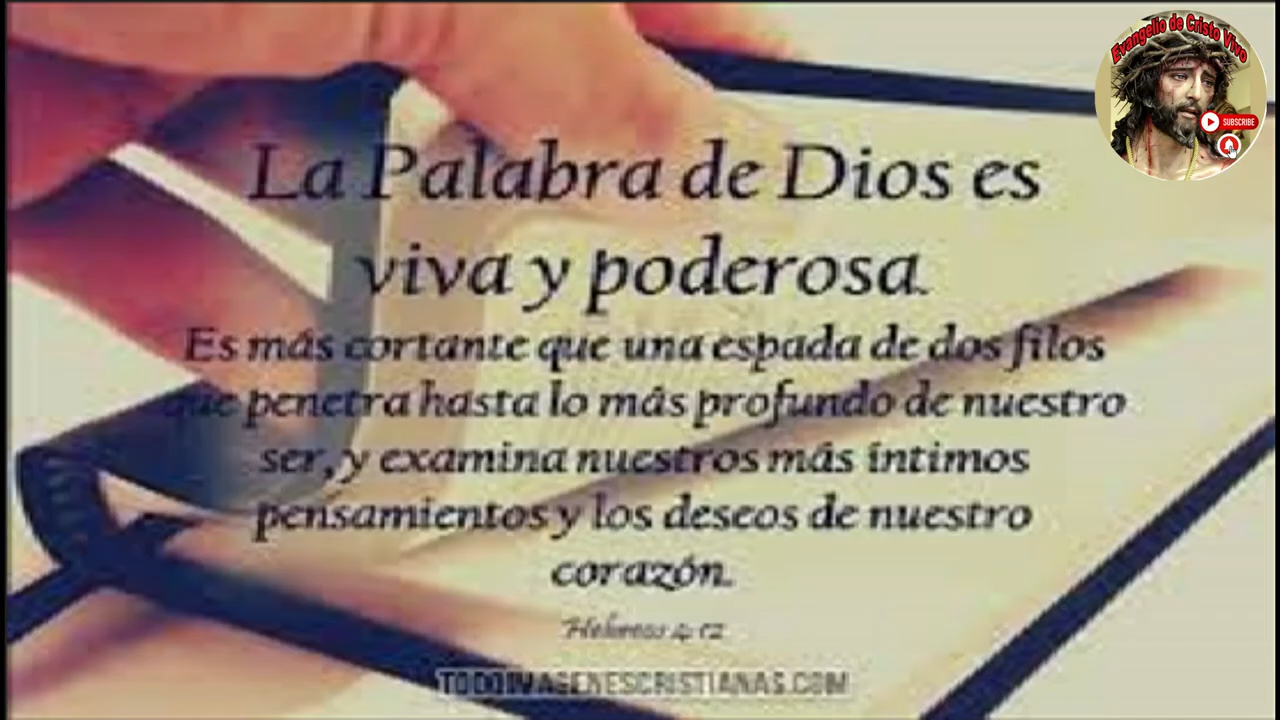 Evangelio de Cristo Vivo
SUBSCRIBE
La Palabra de Dios es
viva y poderosa.
Es más cortante que una espada de dos filos
que penetra hasta lo más profundo de nuestro
ser, y examina nuestros más íntimos
pensamientos y los deseos de nuestro
corazón.
Hebreos 4:12
TODOIMAGENESCRISTIANAS.COM